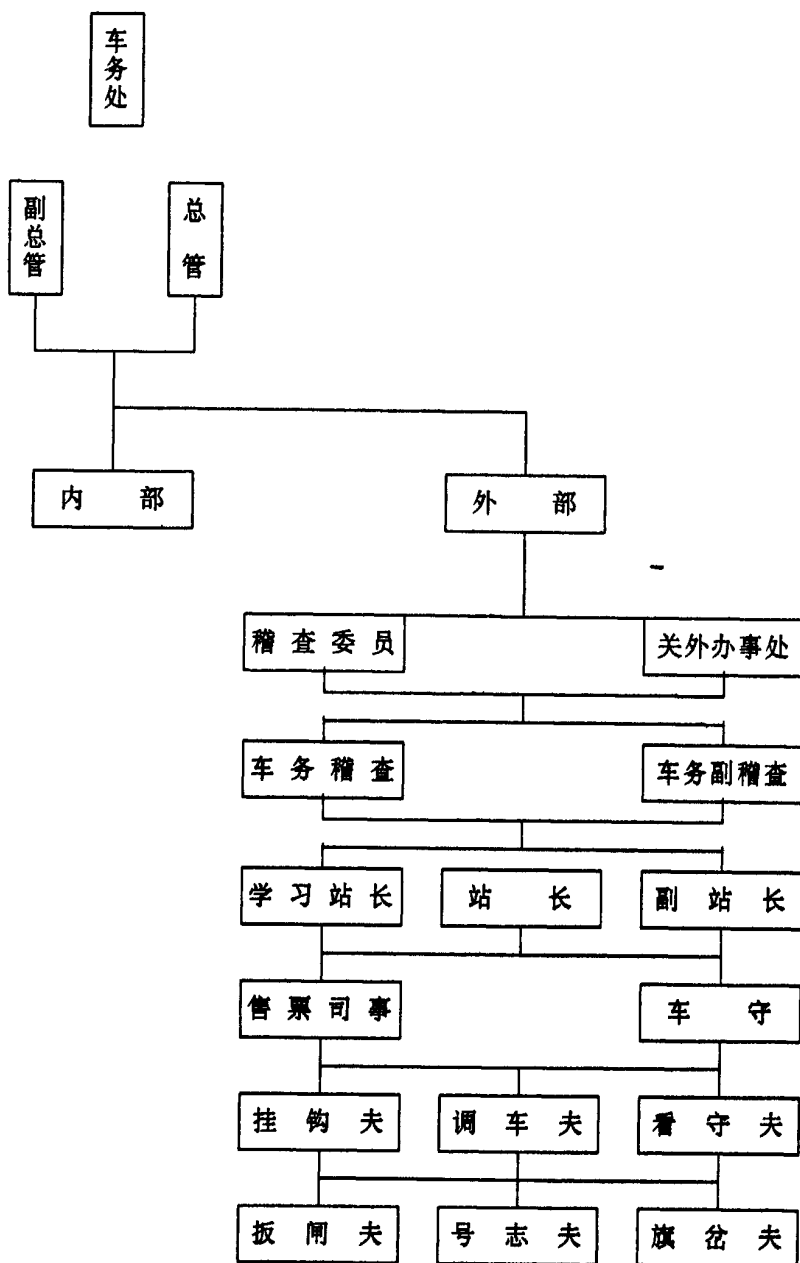 车务处
副总管
总管
内部
外部
稽查委员
关外办事处
车务稽查
车务副稽查
学习站长
站长
副站长
售票司事
车守
挂钩夫
调车夫
看守夫
扳闸夫
号志夫
旗岔夫